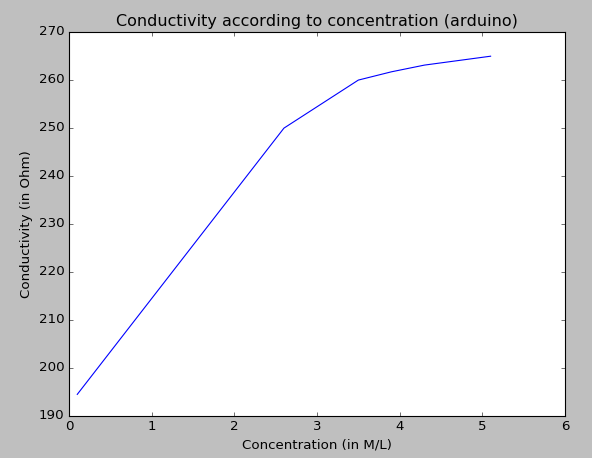 Conductivity according to concentration (arduino)
270
260
250
240
230
220
210
200
190
Conductivity (in Ohm)
0 1 2 3 4 5 6
Concentration (in M/L)